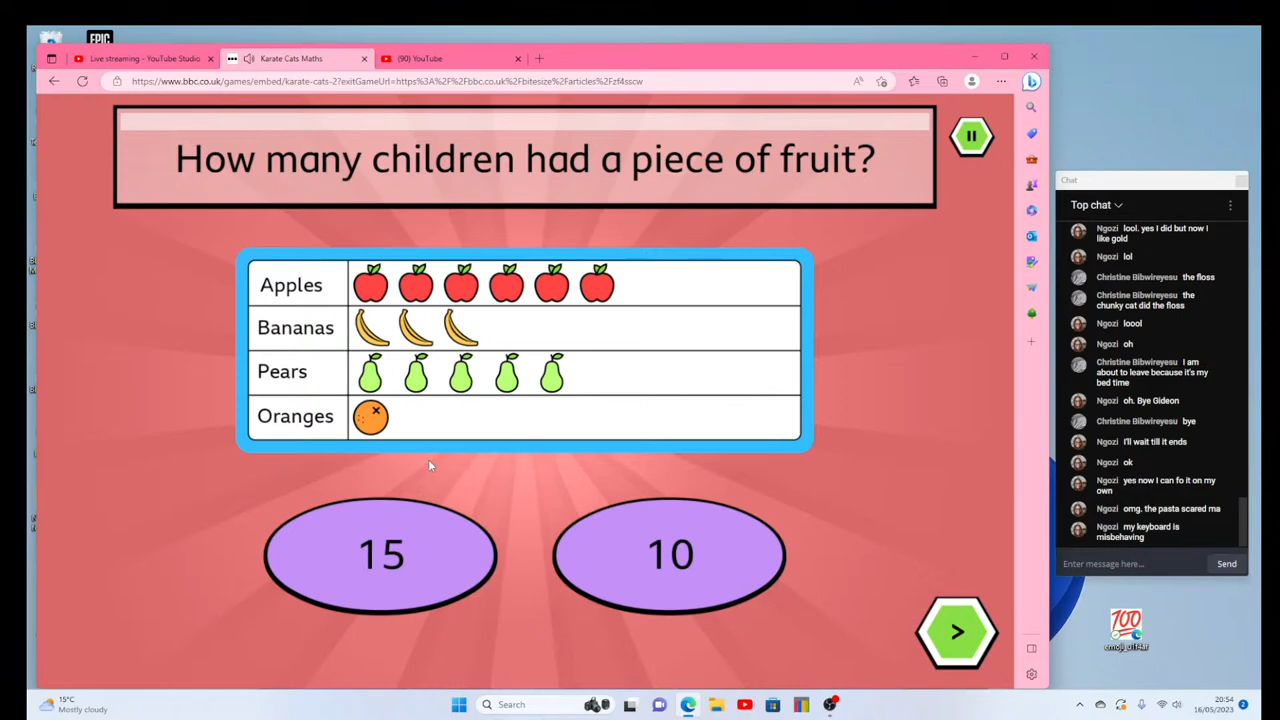 EPIC
Live streaming - YouTube Studio
Karate Cats Maths
(90) YouTube
https://www.bbc.co.uk/games/embed/karate-cats-2?exitGameUrl=https%3A%2F%2Fbbc.co.uk%2Fbitesize%2Farticles%2Fzf4sscw
How many children had a piece of fruit?
Apples
Bananas
Pears
Oranges
15
10
>
Chat
Top chat
Ngozi lol. yes I did but now I
like gold
Ngozi lol
Christine Bibwireyesu the floss
Christine Bibwireyesu the
chunky cat did the floss
Ngozi loool
Ngozi oh
Christine Bibwireyesu I am
about to leave because it's my
bed time
Ngozi oh. Bye Gideon
Christine Bibwireyesu bye
Ngozi I'll wait till it ends
Ngozi ok
Ngozi yes now I can fo it on my
own
Ngozi omg. the pasta scared ma
Ngozi my keyboard is
misbehaving
Enter message here...
Send
100
emoji_u1f4af
15°C
Mostly cloudy
Search
20:54
16/05/2023
2